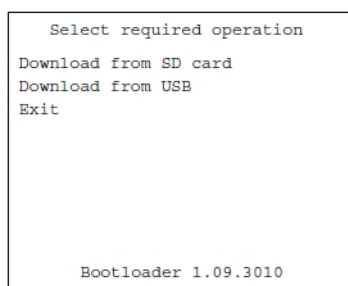 Select required operation
Download from SD card
Download from USB
Exit
Bootloader 1.09.3010